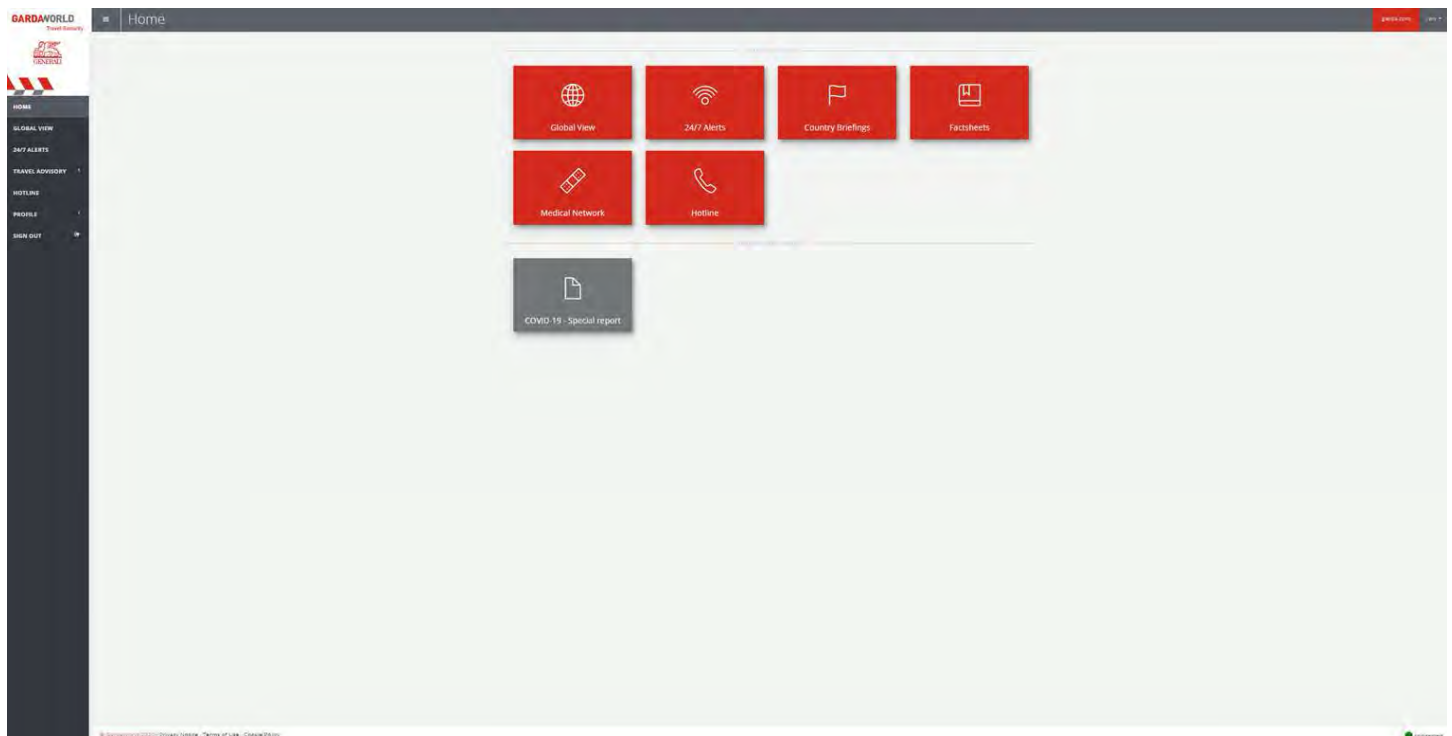 GARDAWORLD
Travel Security
GENERALI
Home
HOME
GLOBAL VIEW
24/7 ALERTS
TRAVEL ADVISORY
HOTLINE
PROFILE
SIGN OUT
Global View
24/7 Alerts
Country Briefings
Factsheets
Medical Network
Hotline
COVID-19 - Special report
Privacy Notice - Terms of Use - Cookie Policy